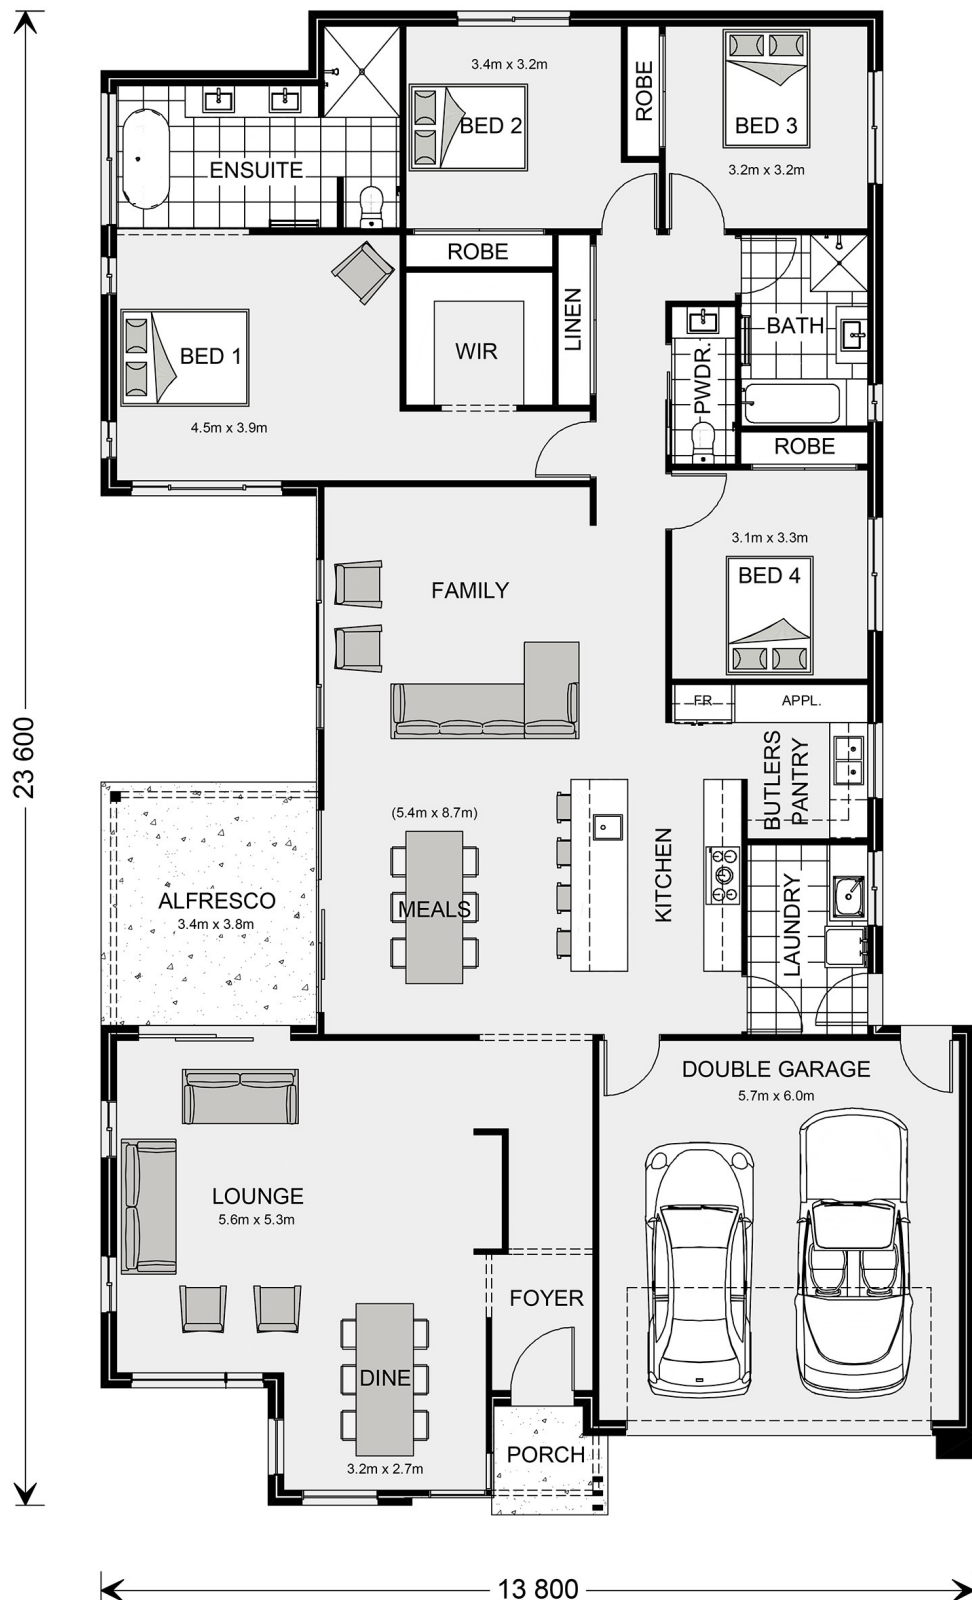 3.4m x 3.2m
BED 2
ROBE
BED 3
3.2m x 3.2m
ENSUITE
ROBE
LINEN
WIR
BED 1
4.5m x 3.9m
BATH
PWDR.
ROBE
3.1m x 3.3m
BED 4
FAMILY
FR
APPL.
BUTLERS
PANTRY
23 600
(5.4m x 8.7m)
MEALS
KITCHEN
ALFRESCO
3.4m x 3.8m
LAUNDRY
DOUBLE GARAGE
5.7m x 6.0m
LOUNGE
5.6m x 5.3m
FOYER
DINE
3.2m x 2.7m
PORCH
13 800